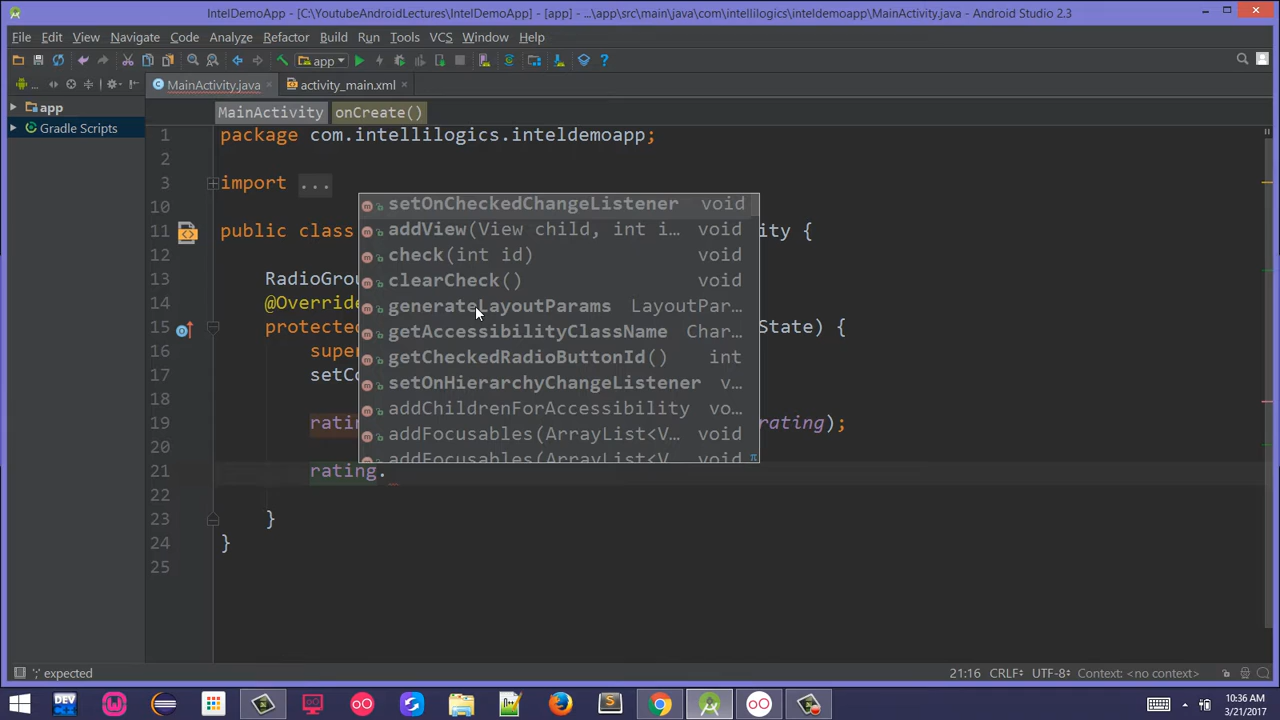 IntelDemoApp - [C:\YoutubeAndroidLectures\IntelDemoApp] - [app] - ...\app\src\main\java\com\intellilogics\inteldemoapp\MainActivity.java - Android Studio 2.3
File Edit View Navigate Code Analyze Refactor Build Run Tools VCS Window Help
app
MainActivity.java activity_main.xml
app MainActivity onCreate()
Gradle Scripts
1 package com.intellilogics.inteldemoapp;
2
3 import ...
10
11 public class ity {
12
13 RadioGrou
@Override
15 protected State) {
16 supe
17 setCo
18
19 ratin rating);
20
21 rating.
22
23 }
24 }
25
setOnCheckedChangeListener void
addView(View child, int i... void
check(int id) void
clearCheck() void
generateLayoutParams LayoutPar...
getAccessibilityClassName Char...
getCheckedRadioButtonId() int
setOnHierarchyChangeListener v...
addChildrenForAccessibility vo...
addFocusables(ArrayList<V... void
addFocusables(ArrayList<V void
';' expected 21:16 CRLF÷ UTF-8÷ Context: <no context>
DEV
10:36 AM
3/21/2017